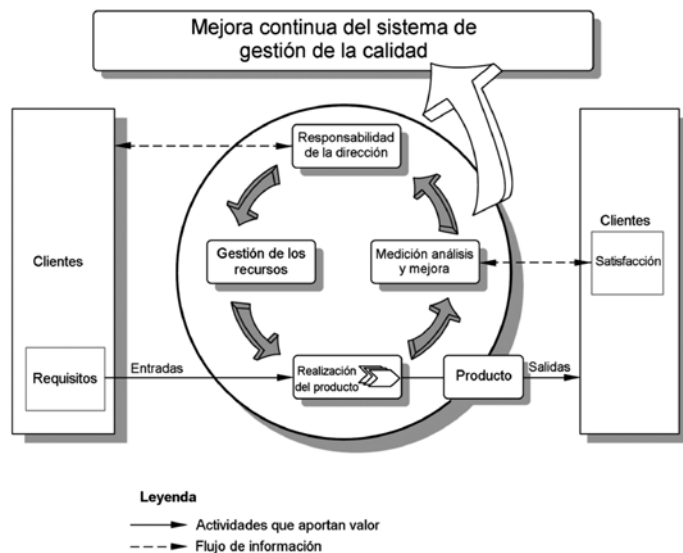 Mejora continua del sistema de
gestión de la calidad
Responsabilidad
de la dirección
Clientes
Clientes
Gestión de los
recursos
Medición análisis
y mejora
Satisfacción
Requisitos
Entradas
Realización
del producto
Producto
Salidas
Leyenda
Actividades que aportan valor
Flujo de información